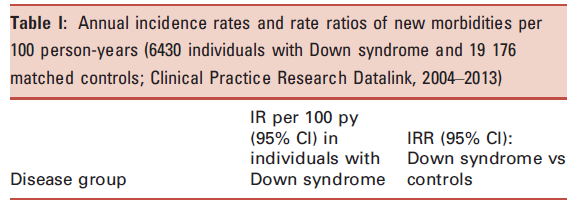 Table I: Annual incidence rates and rate ratios of new morbidities per
100 person-years (6430 individuals with Down syndrome and 19 176
matched controls; Clinical Practice Research Datalink, 2004–2013)
IR per 100 py
(95% CI) in
individuals with
Down syndrome
IRR (95% CI):
Down syndrome vs
controls
Disease group